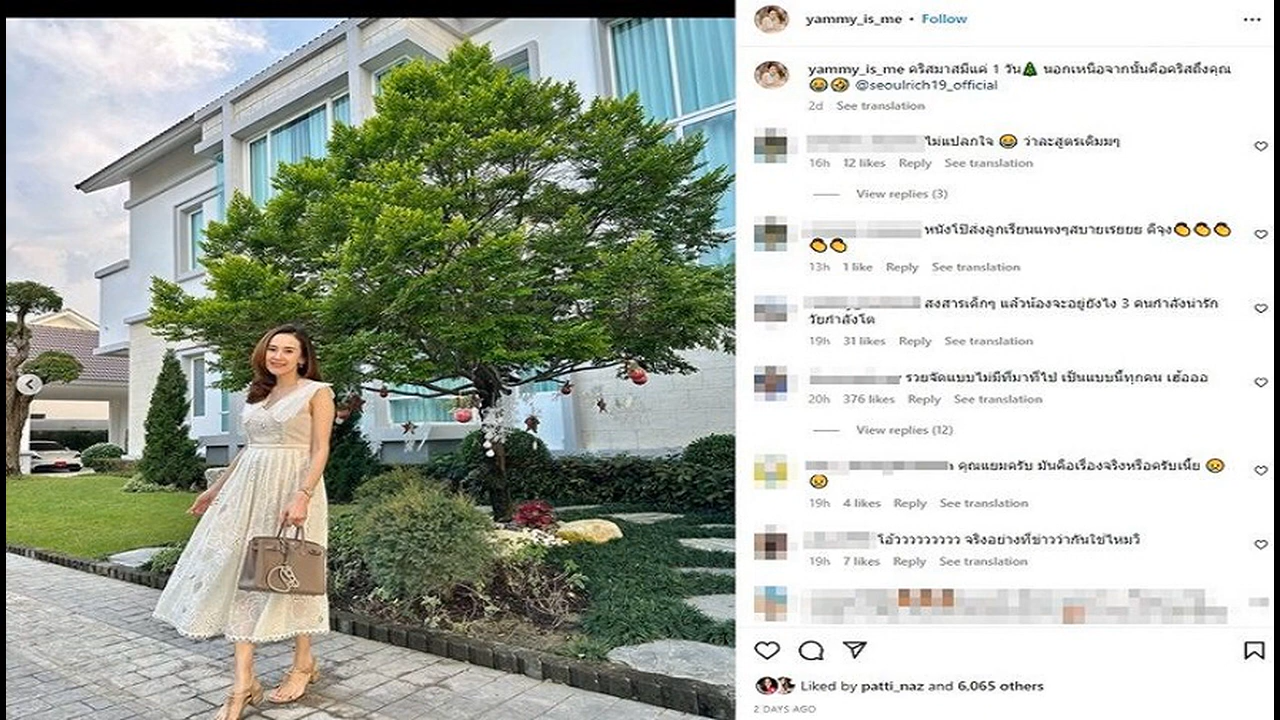 yammy_is_me • Follow
yammy_is_me คริสมาสมีแค่ 1 วัน🎄 นอกเหนือจากนั้นคือคริสถึงคุณ
😂🤣 @seoulrich19_official
2d See translation
ไม่แปลกใจ 😂 ว่าละสูตรเดิมมๆ
16h 12 likes Reply See translation
View replies (3)
หนังโป๊ส่งลูกเรียนแพงๆสบายเรยยย ดีจุง👏👏👏
👏👏
13h 1 like Reply See translation
สงสารเด็กๆ แล้วน้องจะอยู่ยังไง 3 คนกำลังน่ารัก
วัยกำลังโต
19h 31 likes Reply See translation
รวยจัดแบบไม่มีที่มาที่ไป เป็นแบบนี้ทุกคน เฮ้อออ
20h 376 likes Reply See translation
View replies (12)
คุณแยมครับ มันคือเรื่องจริงหรือครับเนี้ย 😢
😢
19h 4 likes Reply See translation
โอ้ววววววววว จริงอย่างที่ข่าวว่ากันใช่ไหมวื
19h 7 likes Reply See translation
Liked by patti_naz and 6,065 others
2 DAYS AGO